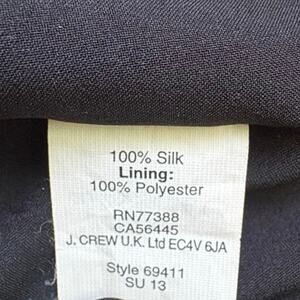 100% Silk
Lining:
100% Polyester
RN77388
CA56445
J. CREW U.K. Ltd EC4V 6JA
Style 69411
SU 13